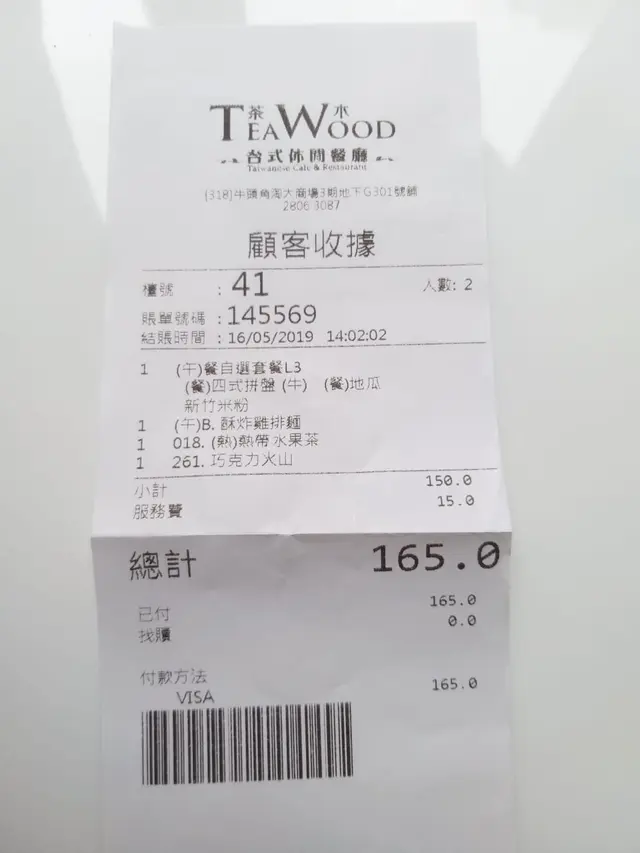 茶 木
TEAWOOD
台式休閒餐廳
Taiwanese Cafe & Restaurant
(318)牛頭角淘大商場3期地下G301號舖
2806 3087
顧客收據
檯號 : 41 人數: 2
賬單號碼 : 145569
結賬時間 : 16/05/2019 14:02:02
1 (午)餐自選套餐L3
(餐)四式拼盤 (牛) (餐)地瓜
新竹米粉
1 (午)B. 酥炸雞排麵
1 018. (熱)熱帶水果茶
1 261. 巧克力火山
小計 150.0
服務費 15.0
總計 165.0
已付 165.0
找贖 0.0
付款方法
VISA 165.0